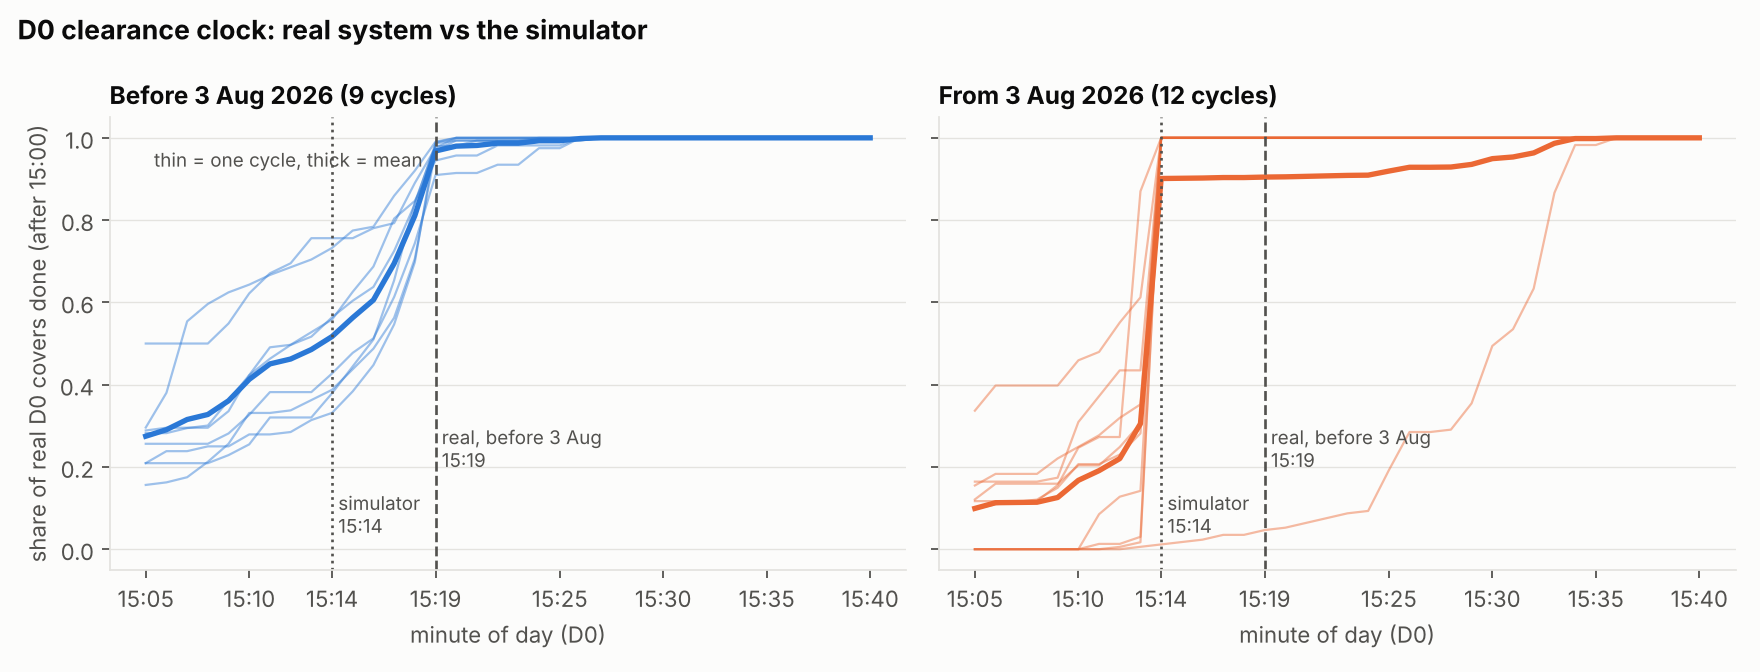 D0 clearance clock: real system vs the simulator
Before 3 Aug 2026 (9 cycles)
share of real D0 covers done (after 15:00)
1.0
0.8
0.6
0.4
0.2
0.0
thin = one cycle, thick = mean
real, before 3 Aug
15:19
simulator
15:14
15:05 15:10 15:14 15:19 15:25 15:30 15:35 15:40
minute of day (D0)
From 3 Aug 2026 (12 cycles)
real, before 3 Aug
15:19
simulator
15:14
15:05 15:10 15:14 15:19 15:25 15:30 15:35 15:40
minute of day (D0)